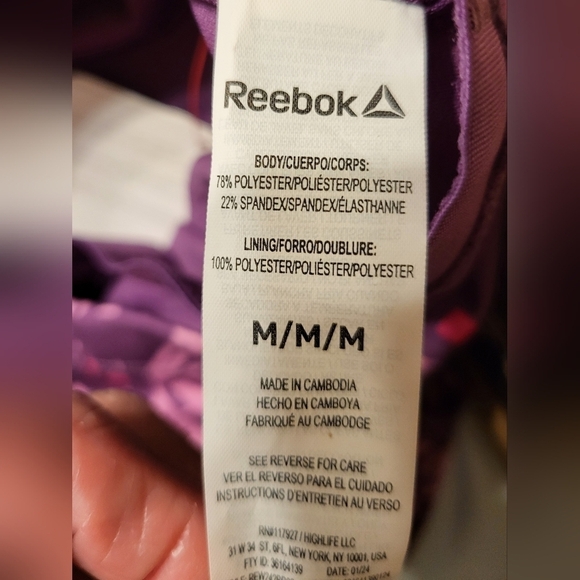 Reebok
BODY/CUERPO/CORPS:
78% POLYESTER/POLIÉSTER/POLYESTER
22% SPANDEX/SPANDEX/ÉLASTHANNE
LINING/FORRO/DOUBLURE:
100% POLYESTER/POLIÉSTER/POLYESTER
M/M/M
MADE IN CAMBODIA
HECHO EN CAMBOYA
FABRIQUÉ AU CAMBODGE
SEE REVERSE FOR CARE
VER EL REVERSO PARA EL CUIDADO
INSTRUCTIONS D'ENTRETIEN AU VERSO
RN#117927 / HIGHLIFE LLC
31 W 34 ST, 6FL, NEW YORK, NY 10001, USA
FTY ID: 36164139 DATE: 01/24